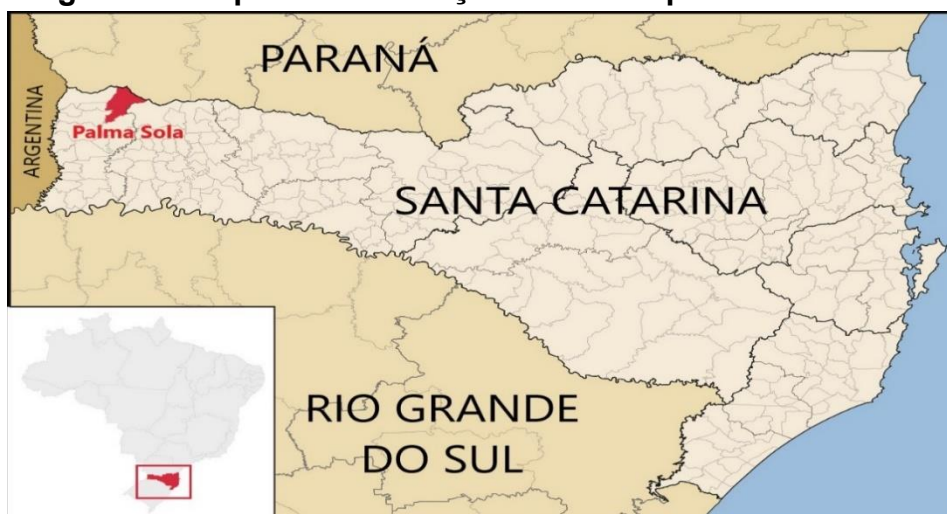 PARANÁ
Palma Sola
ARGENTINA
SANTA CATARINA
RIO GRANDE
DO SUL